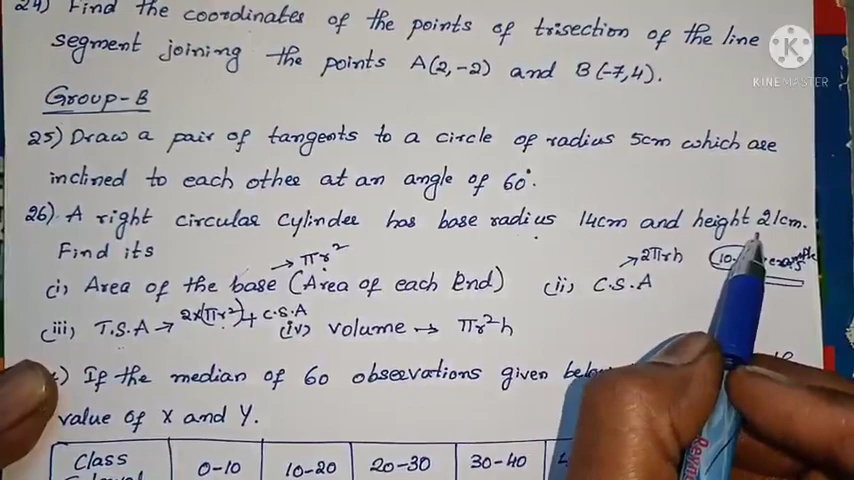 24) Find the coordinates of the points of trisection of the line
segment joining the points A(2,-2) and B(-7,4).
KINEMASTER
Group-B
25) Draw a pair of tangents to a circle of radius 5cm which are
inclined to each other at an angle of 60°.
26) A right circular cylinder has base radius 14cm and height 21cm.
Find its
(i) Area of the base (Area of each End) → πr² (ii) C.S.A → 2πrh
(iii) T.S.A → 2x(πr²)+C.S.A (iv) volume → πr²h
If the median of 60 observations given
value of X and Y.
Class 0-10 10-20 20-30 30-40